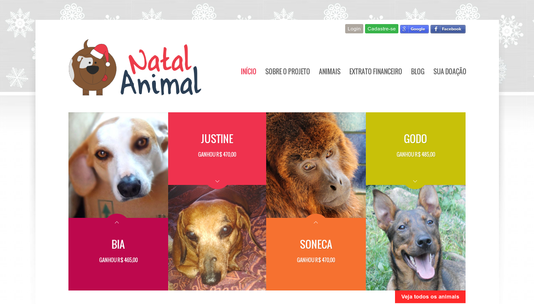 Login Cadastre-se Google Facebook
Natal
Animal
INÍCIO SOBRE O PROJETO ANIMAIS EXTRATO FINANCEIRO BLOG SUA DOAÇÃO
JUSTINE
GANHOU R$ 470,00
GODO
GANHOU R$ 485,00
BIA
GANHOU R$ 465,00
SONECA
GANHOU R$ 470,00
Veja todos os animais